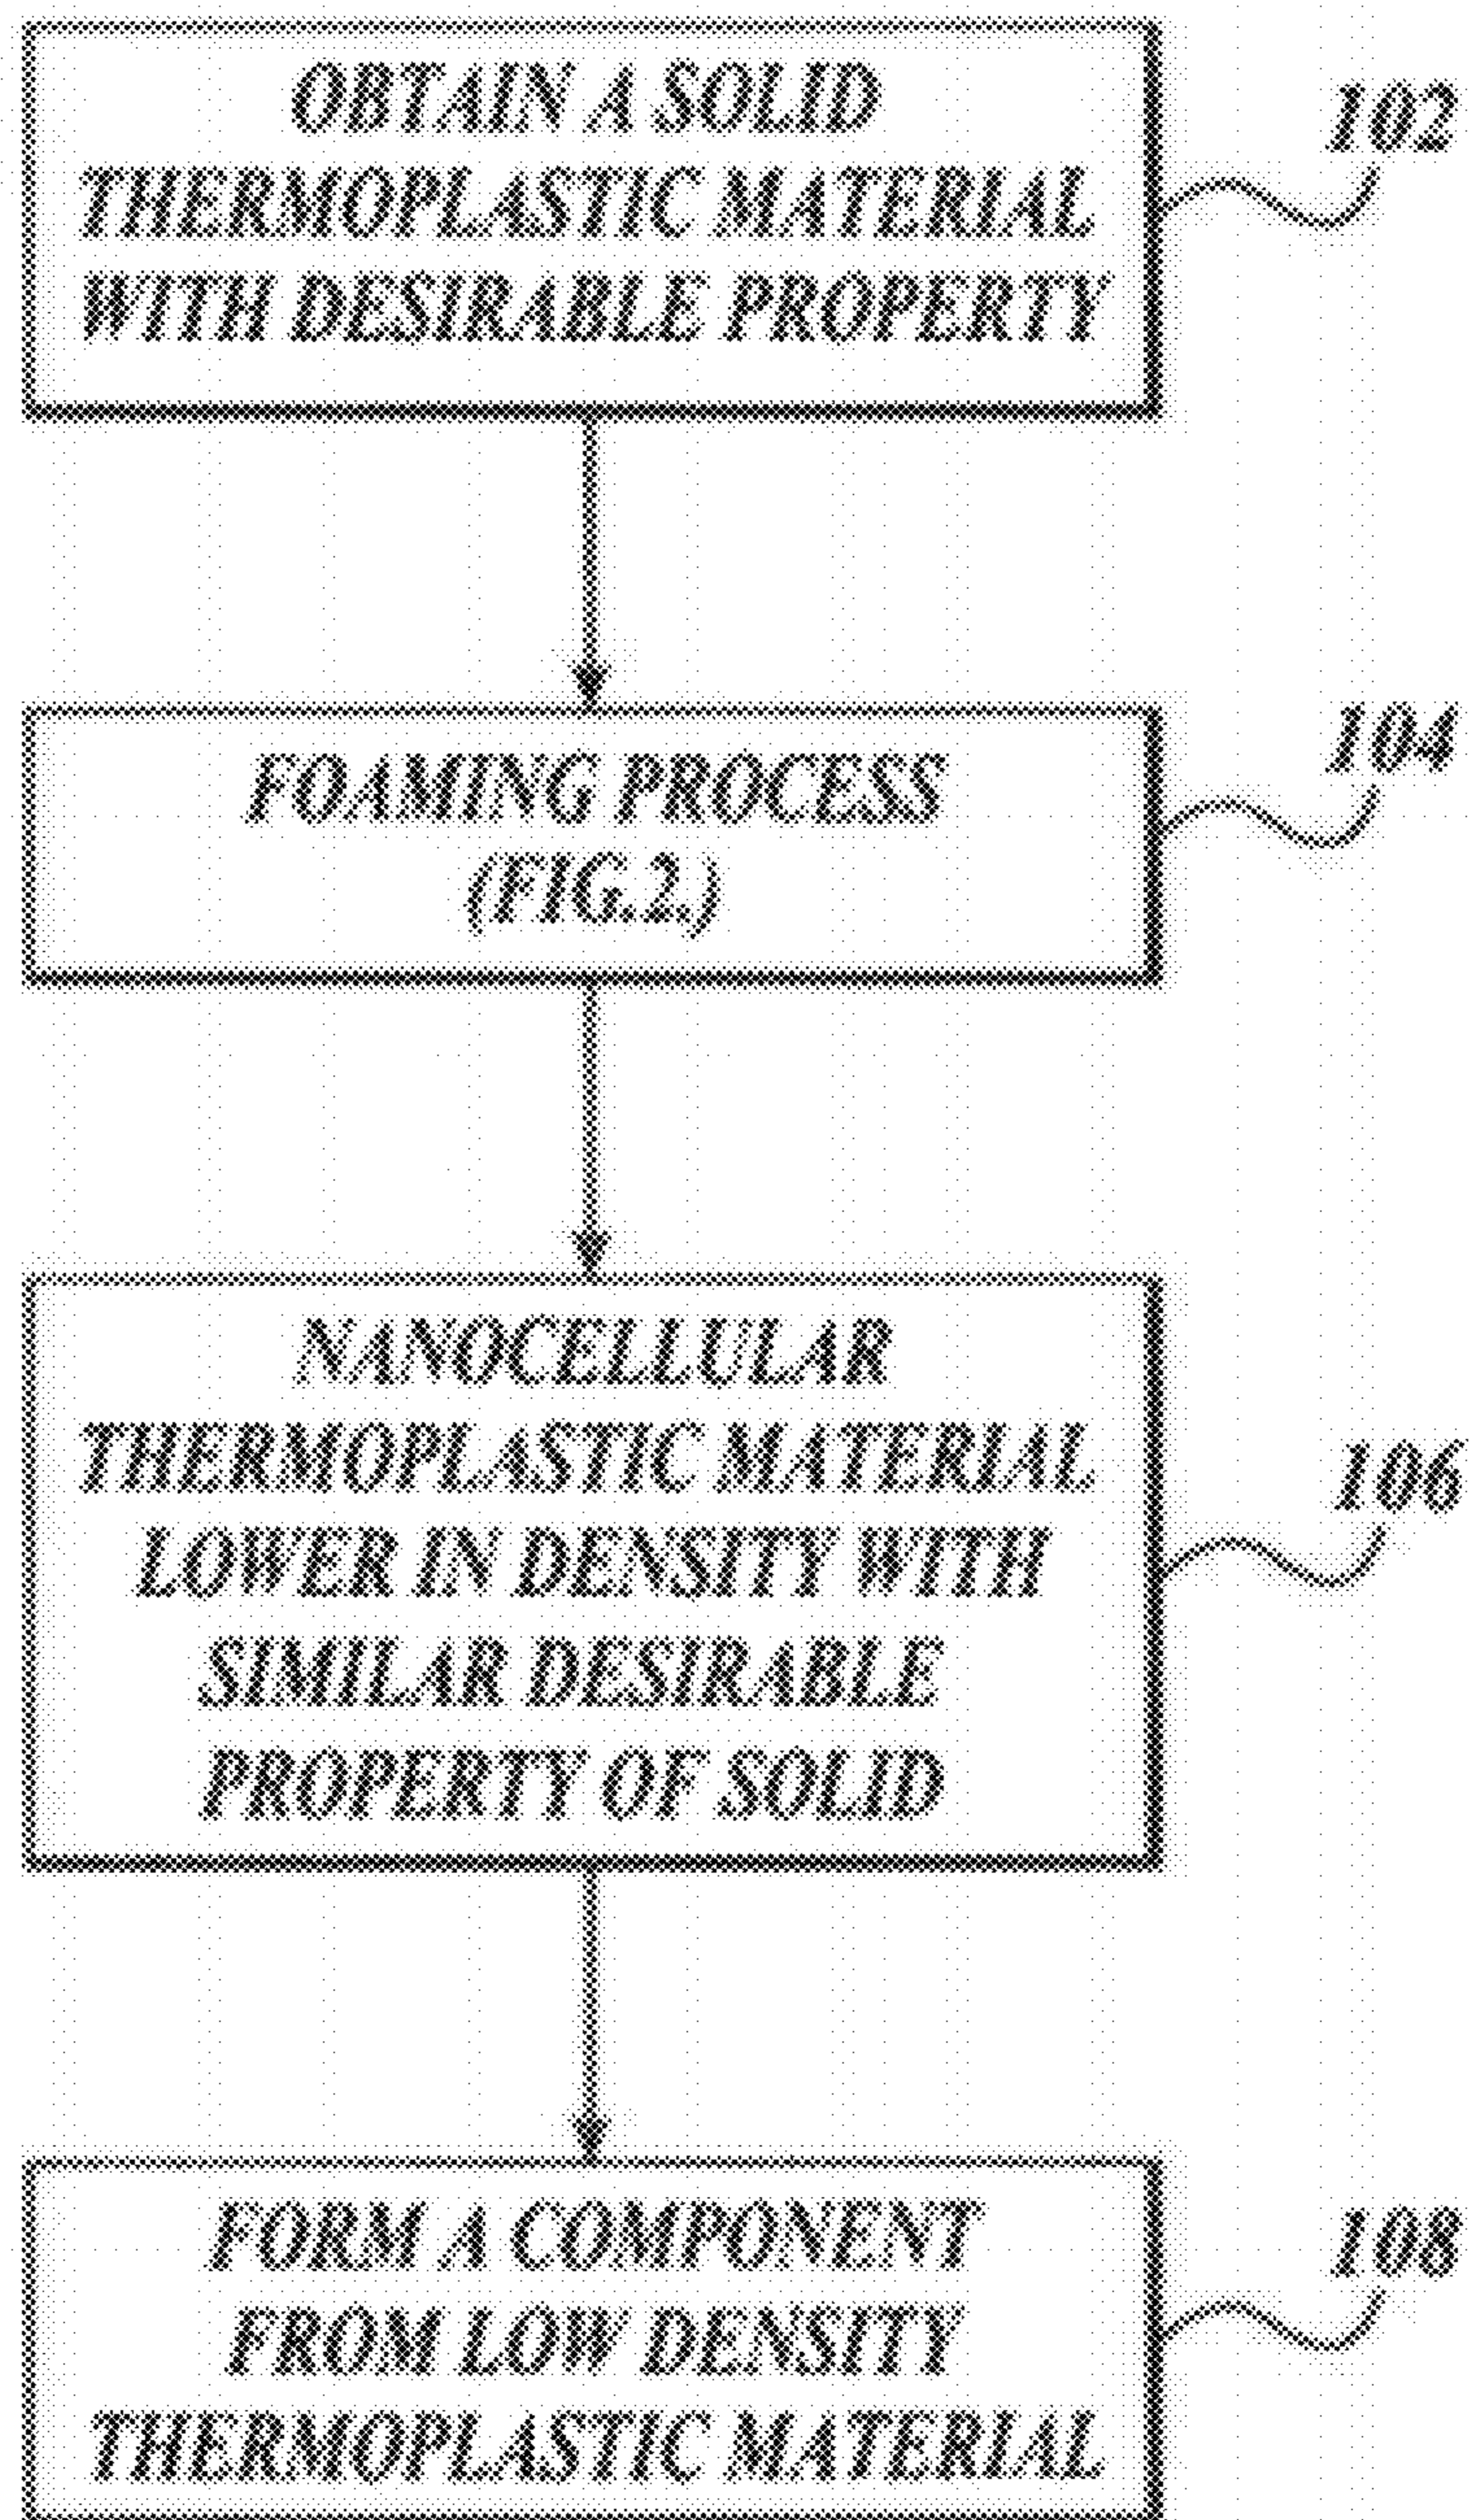 OBTAIN A SOLID
THERMOPLASTIC MATERIAL
WITH DESIRABLE PROPERTY
102
FOAMING PROCESS
(FIG.2)
104
NANOCELLULAR
THERMOPLASTIC MATERIAL
LOWER IN DENSITY WITH
SIMILAR DESIRABLE
PROPERTY OF SOLID
106
FORM A COMPONENT
FROM LOW DENSITY
THERMOPLASTIC MATERIAL
108